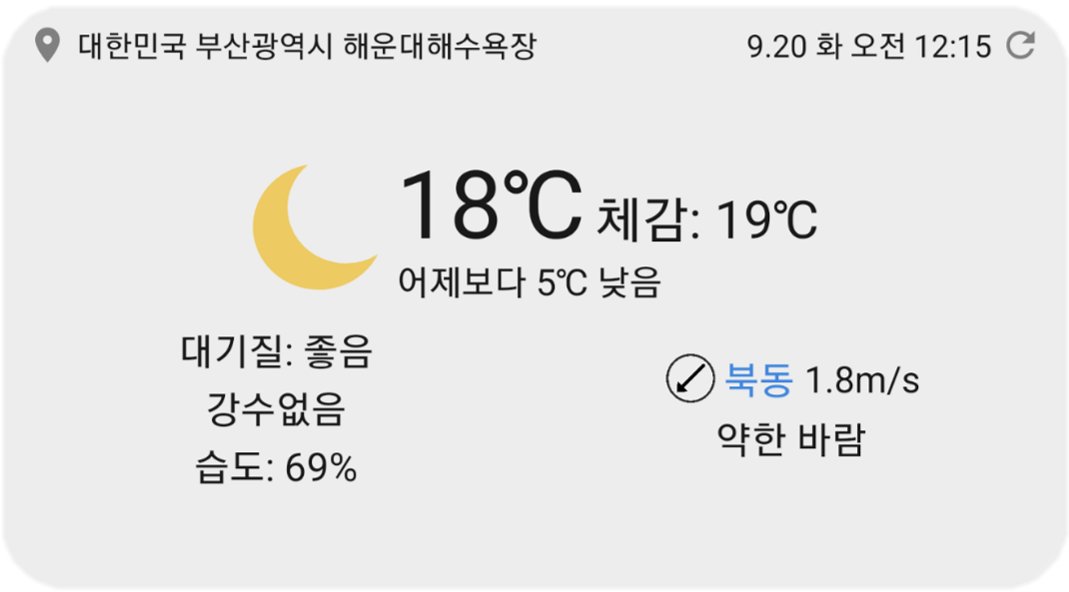 대한민국 부산광역시 해운대해수욕장
9.20 화 오전 12:15
18℃ 체감: 19℃
어제보다 5℃ 낮음
대기질: 좋음
강수없음
습도: 69%
북동 1.8m/s
약한 바람